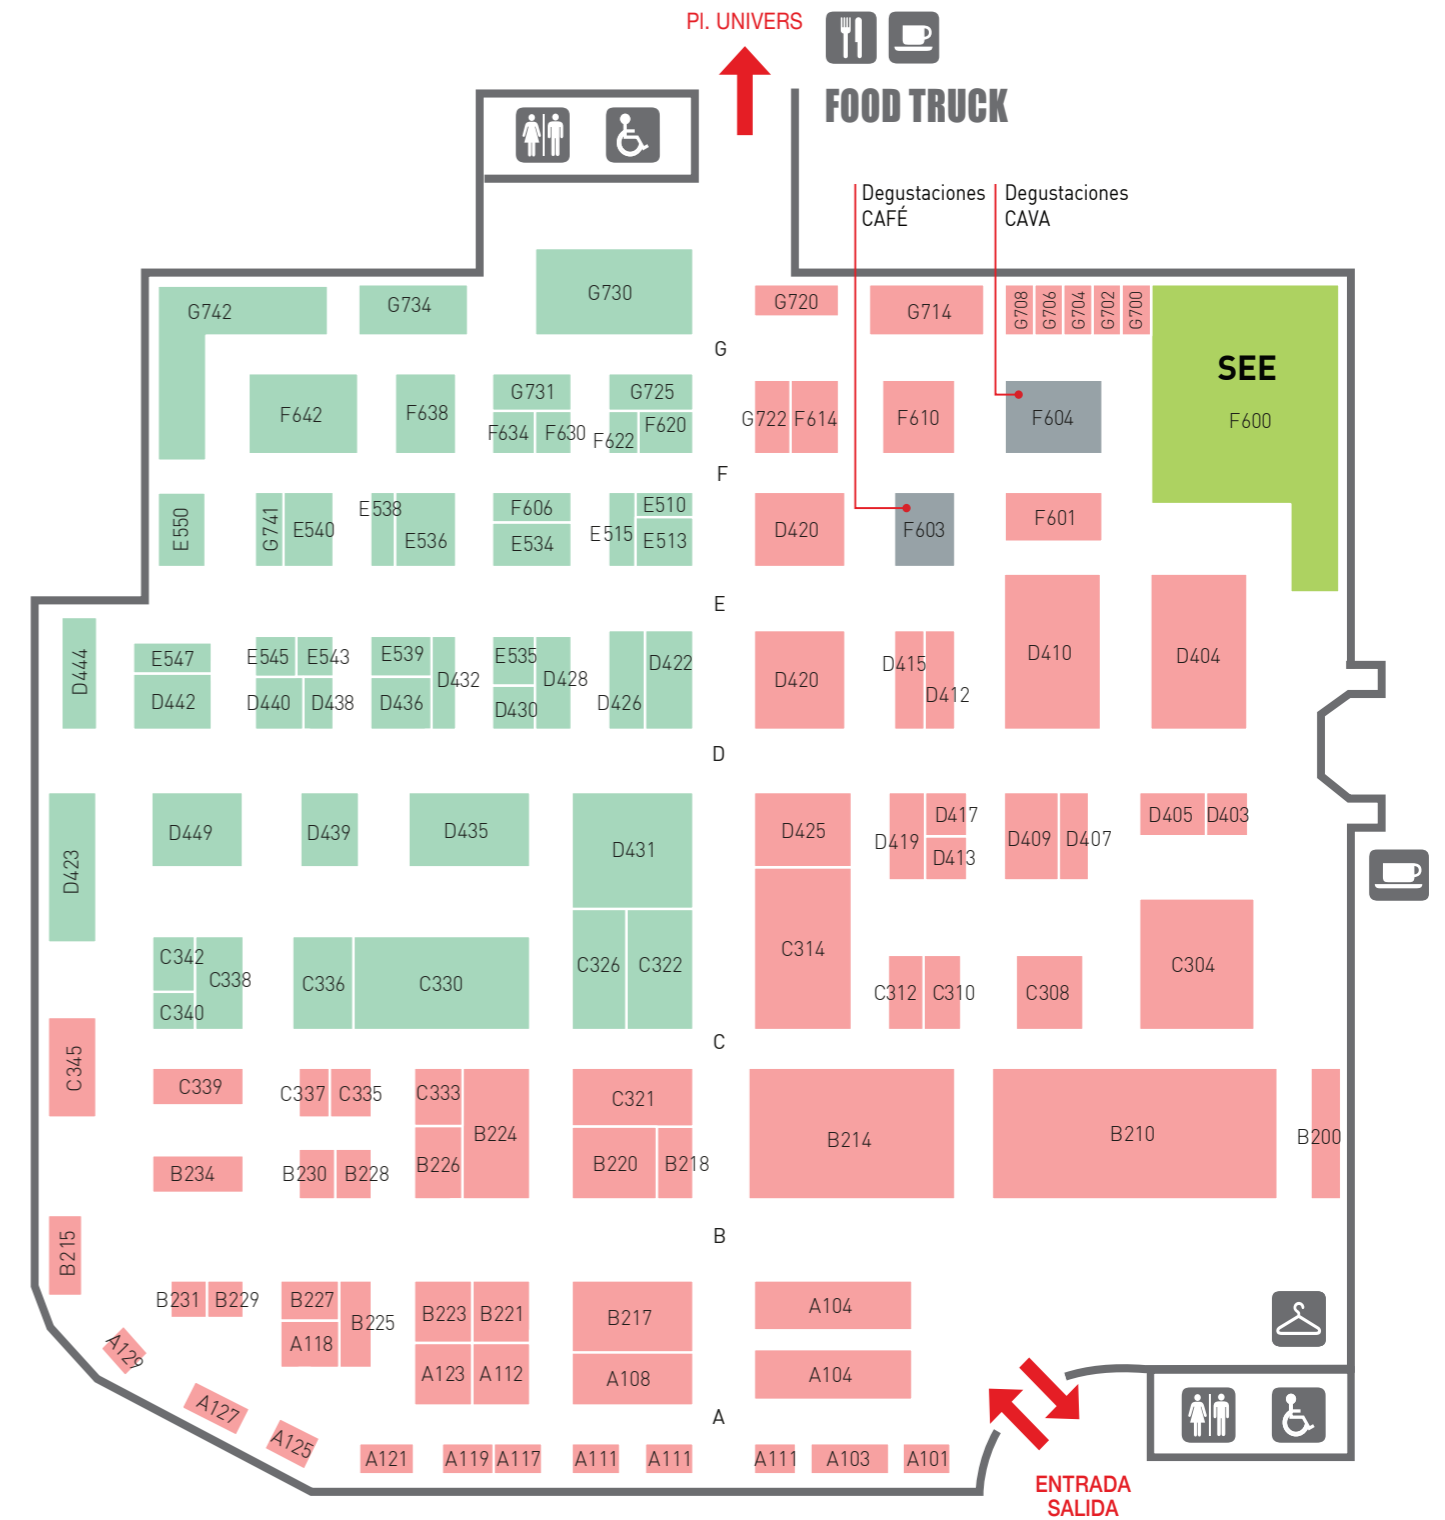 PI. UNIVERS
FOOD TRUCK
Degustaciones
CAFÉ
Degustaciones
CAVA
G742
G734
G730
G720
G714
G708
G706
G704
G702
G700
SEE
F600
G
F642
F638
G731
F634
F630
G725
F622
F620
G722
F614
F610
F604
F
E550
G741
E540
E538
E536
F606
E534
E515
E510
E513
D420
F603
F601
E
D444
E547
D442
E545
E543
D440
D438
E539
D436
D432
E535
D430
D428
D426
D422
D420
D415
D412
D410
D404
D
D423
D449
D439
D435
D431
D425
D419
D417
D413
D409
D407
D405
D403
C342
C340
C338
C336
C330
C326
C322
C314
C312
C310
C308
C304
C
C345
C339
C337
C335
C333
B226
B224
C321
B220
B218
B214
B210
B200
B234
B230
B228
B
B215
B231
B229
B227
A118
B225
B223
B221
A123
A112
B217
A108
A104
A104
A129
A127
A125
A
A121
A119
A117
A111
A111
A111
A103
A101
ENTRADA
SALIDA